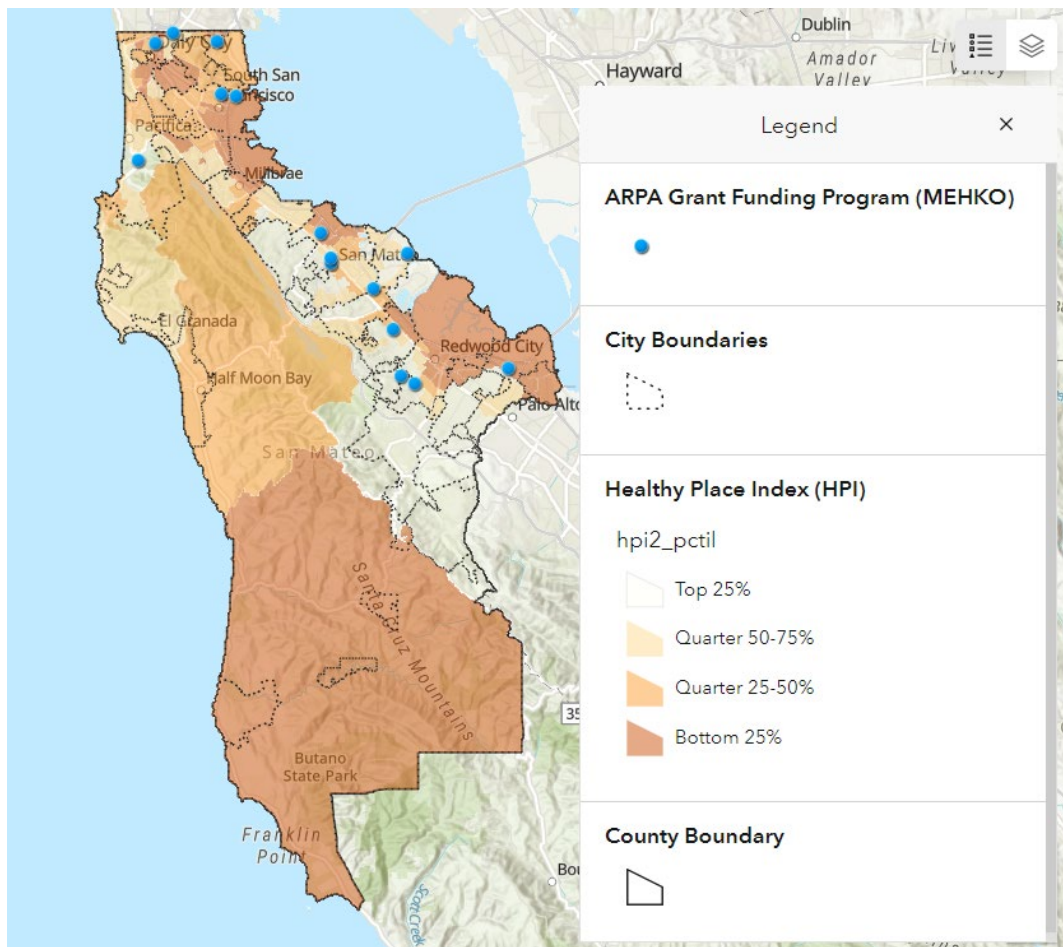 Dublin
Amador
Valley
Hayward
Daly City
South San
Francisco
Pacifica
Millbrae
San Mateo
El Granada
Half Moon Bay
Redwood City
Palo Alto
San Mateo
Santa Cruz Mountains
35
Butano
State Park
Franklin
Point
Bou
Legend
ARPA Grant Funding Program (MEHKO)
City Boundaries
Healthy Place Index (HPI)
hpi2_pctil
Top 25%
Quarter 50-75%
Quarter 25-50%
Bottom 25%
County Boundary